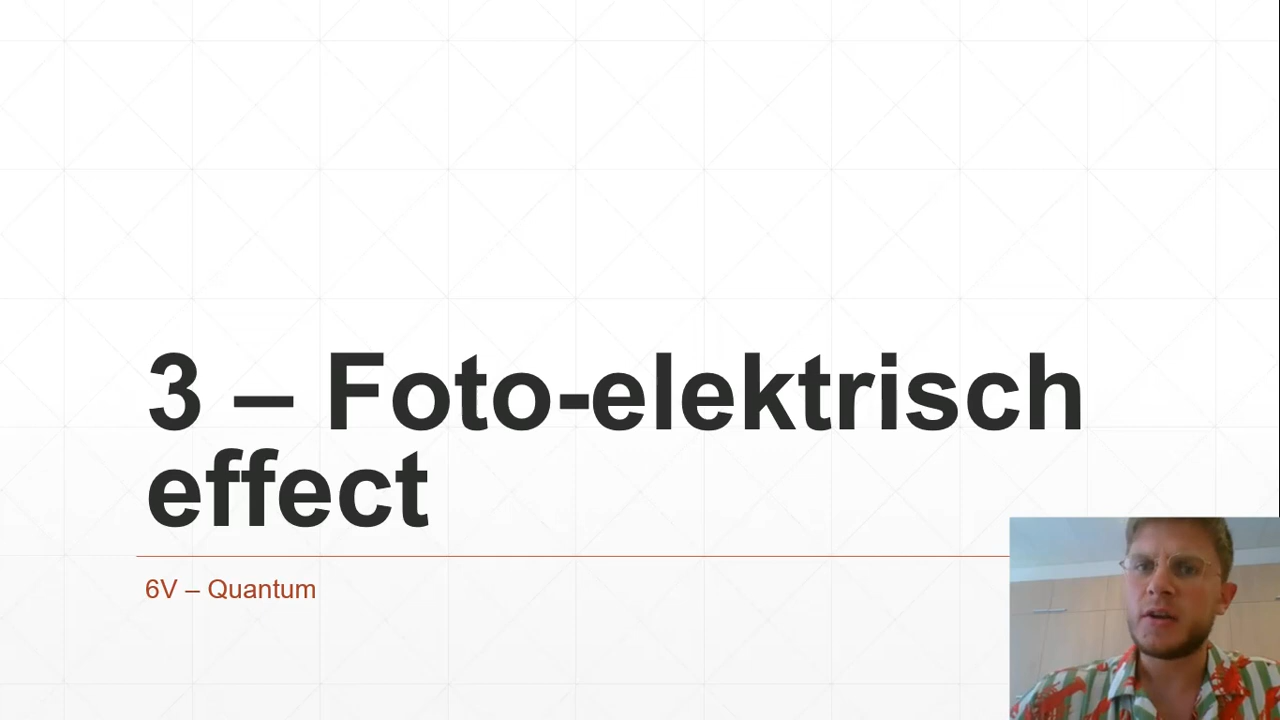 3 – Foto-elektrisch
effect
6V – Quantum